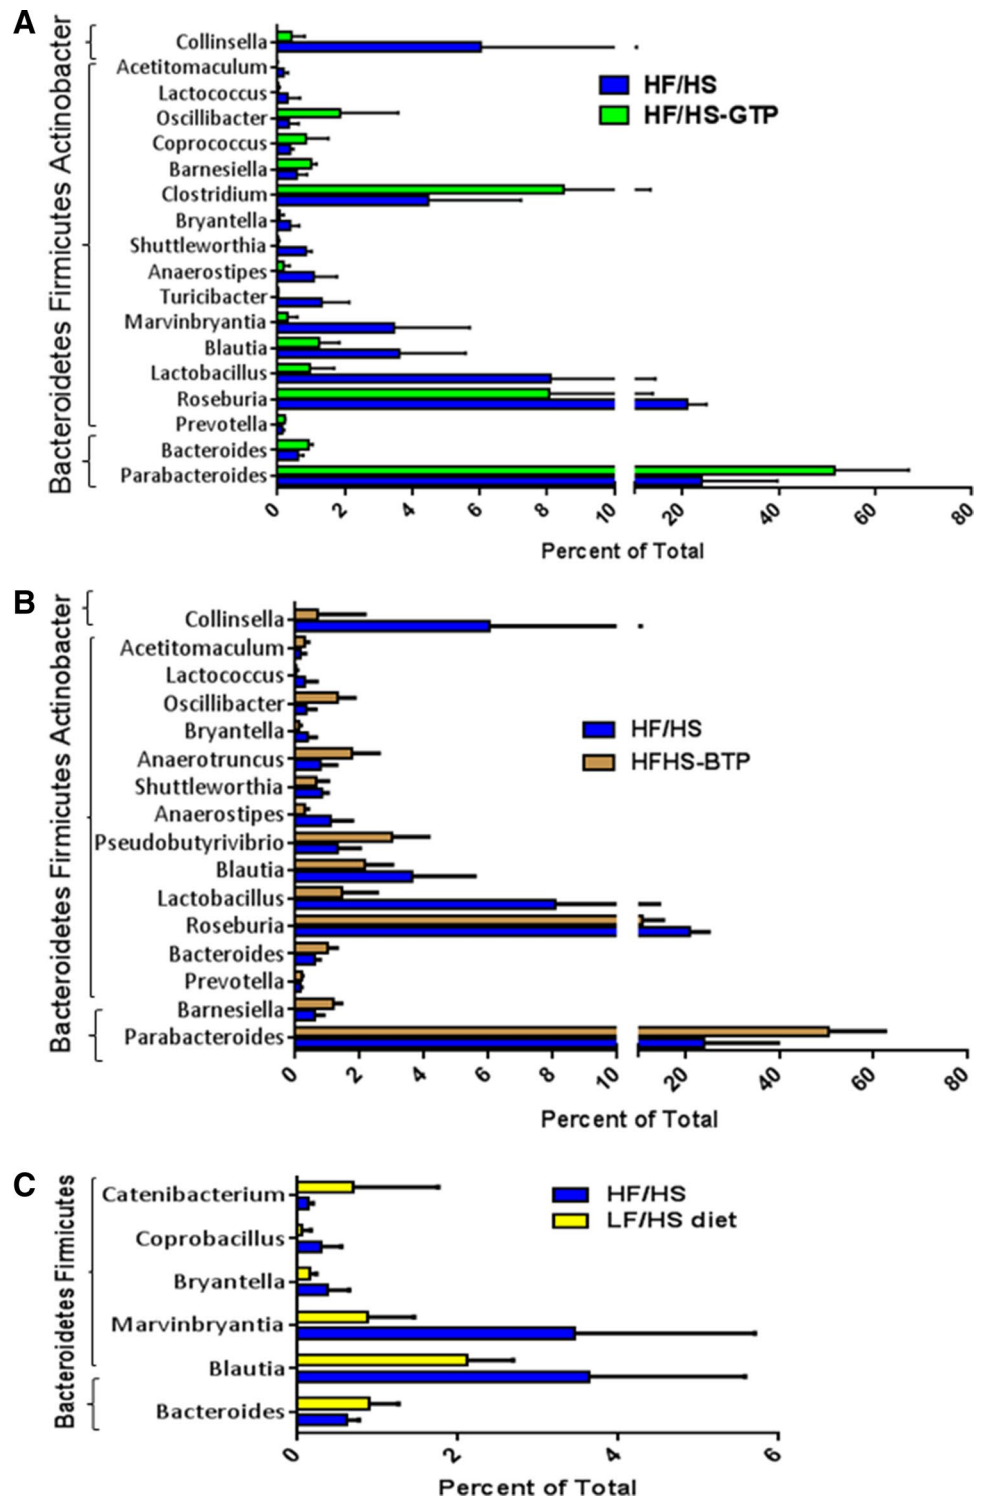 A
Bacteroidetes Firmicutes Actinobacter
Collinsella
Acetitomaculum
Lactococcus
Oscillibacter
Coprococcus
Barnesiella
Clostridium
Bryantella
Shuttleworthia
Anaerostipes
Turicibacter
Marvinbryantia
Blautia
Lactobacillus
Roseburia
Prevotella
Bacteroides
Parabacteroides
HF/HS
HF/HS-GTP
0 2 4 6 8 10 20 40 60 80
Percent of Total
B
Bacteroidetes Firmicutes Actinobacter
Collinsella
Acetitomaculum
Lactococcus
Oscillibacter
Bryantella
Anaerotruncus
Shuttleworthia
Anaerostipes
Pseudobutyrivibrio
Blautia
Lactobacillus
Roseburia
Bacteroides
Prevotella
Barnesiella
Parabacteroides
HF/HS
HFHS-BTP
0 2 4 6 8 10 20 40 60 80
Percent of Total
C
Bacteroidetes Firmicutes
Catenibacterium
Coprobacillus
Bryantella
Marvinbryantia
Blautia
Bacteroides
HF/HS
LF/HS diet
0 2 4 6
Percent of Total